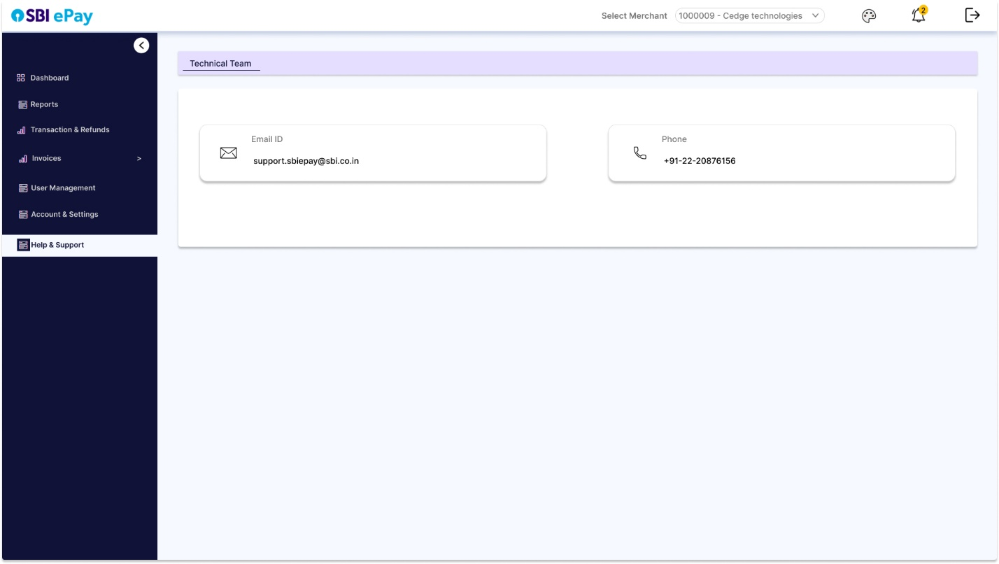 SBI ePay
Select Merchant
1000009 - Cedge technologies
2
Dashboard
Reports
Transaction & Refunds
Invoices >
User Management
Account & Settings
Help & Support
Technical Team
Email ID
support.sbiepay@sbi.co.in
Phone
+91-22-20876156